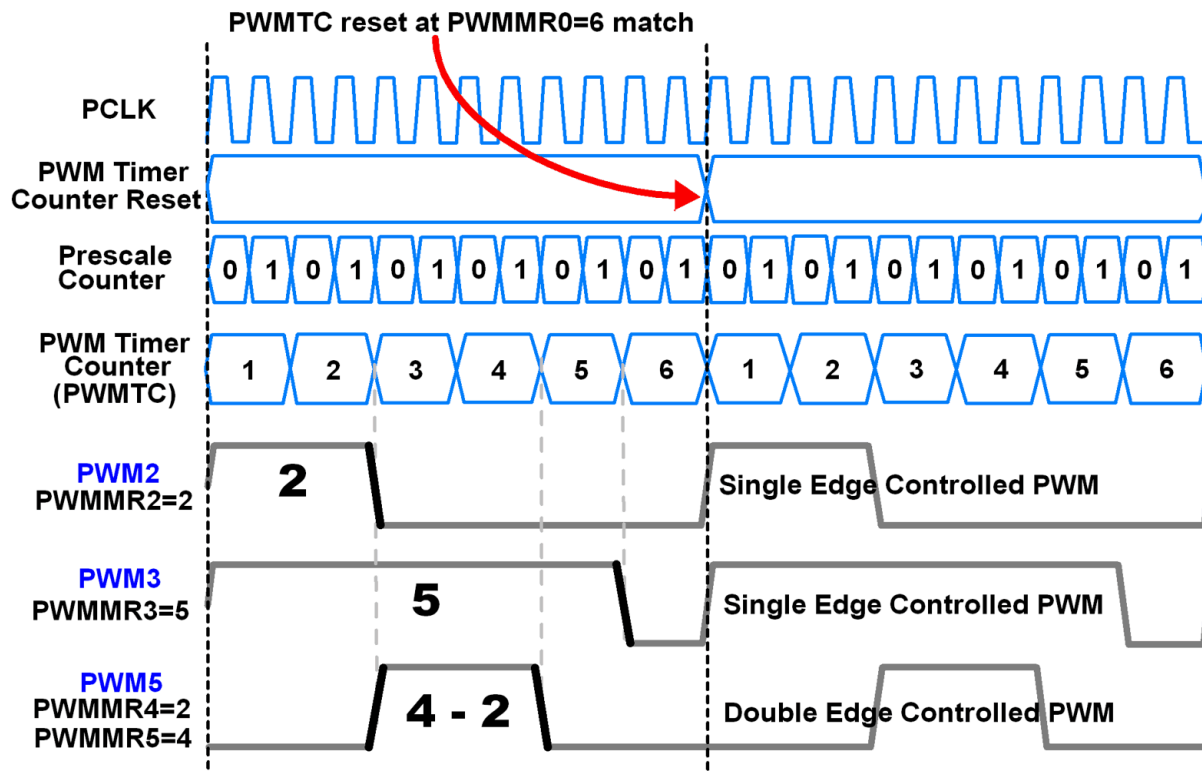 PWMTC reset at PWMMR0=6 match
PCLK
PWM Timer
Counter Reset
Prescale
Counter
0 1 0 1 0 1 0 1 0 1 0 1 0 1 0 1 0 1 0 1 0 1 0 1
PWM Timer
Counter
(PWMTC)
1 2 3 4 5 6 1 2 3 4 5 6
PWM2
PWMMR2=2
2
Single Edge Controlled PWM
PWM3
PWMMR3=5
5
Single Edge Controlled PWM
PWM5
PWMMR4=2
PWMMR5=4
4 - 2
Double Edge Controlled PWM